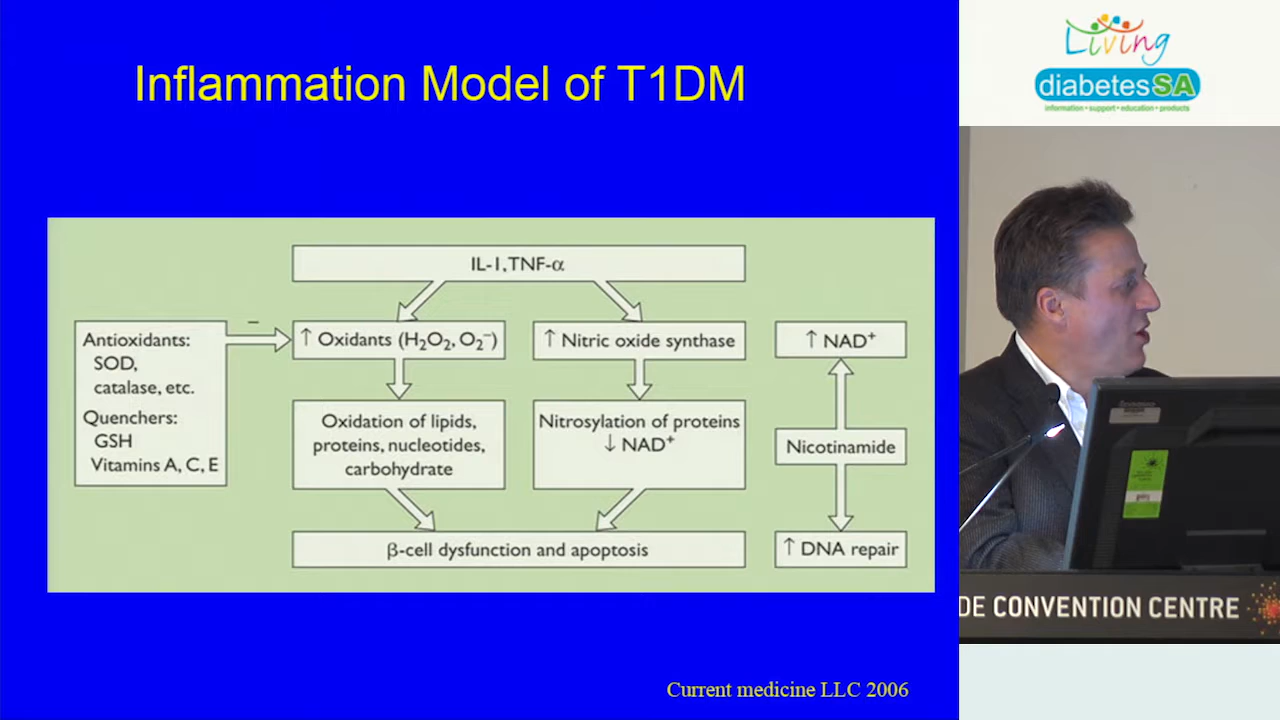 Inflammation Model of T1DM
IL-1, TNF-α
–
Antioxidants:
SOD,
catalase, etc.
Quenchers:
GSH
Vitamins A, C, E
↑ Oxidants (H₂O₂, O₂⁻)
↑ Nitric oxide synthase
↑ NAD⁺
Oxidation of lipids,
proteins, nucleotides,
carbohydrate
Nitrosylation of proteins
↓ NAD⁺
Nicotinamide
β-cell dysfunction and apoptosis
↑ DNA repair
Current medicine LLC 2006
Living
diabetesSA
information • support • education • products
DE CONVENTION CENTRE